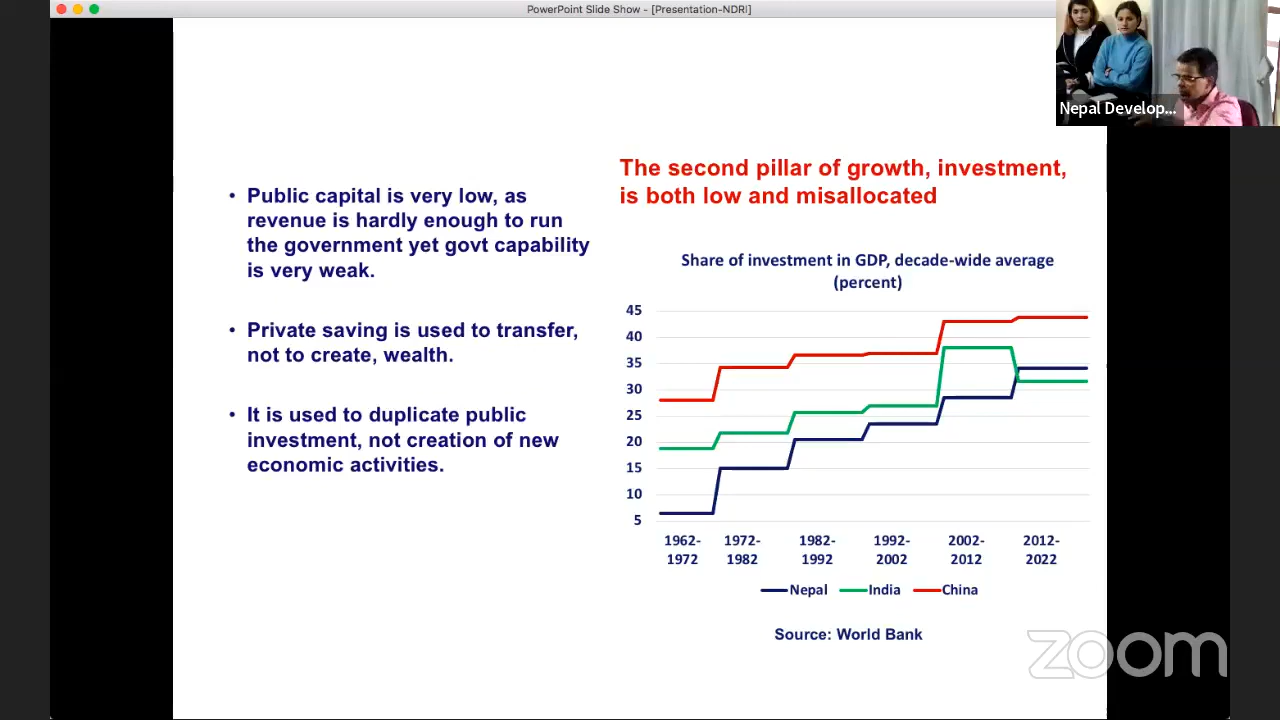 PowerPoint Slide Show - [Presentation-NDRI]
Nepal Develop...
The second pillar of growth, investment,
is both low and misallocated
• Public capital is very low, as
revenue is hardly enough to run
the government yet govt capability
is very weak.
• Private saving is used to transfer,
not to create, wealth.
• It is used to duplicate public
investment, not creation of new
economic activities.
Share of investment in GDP, decade-wide average
(percent)
45
40
35
30
25
20
15
10
5
1962-
1972
1972-
1982
1982-
1992
1992-
2002
2002-
2012
2012-
2022
Nepal India China
Source: World Bank
zoom